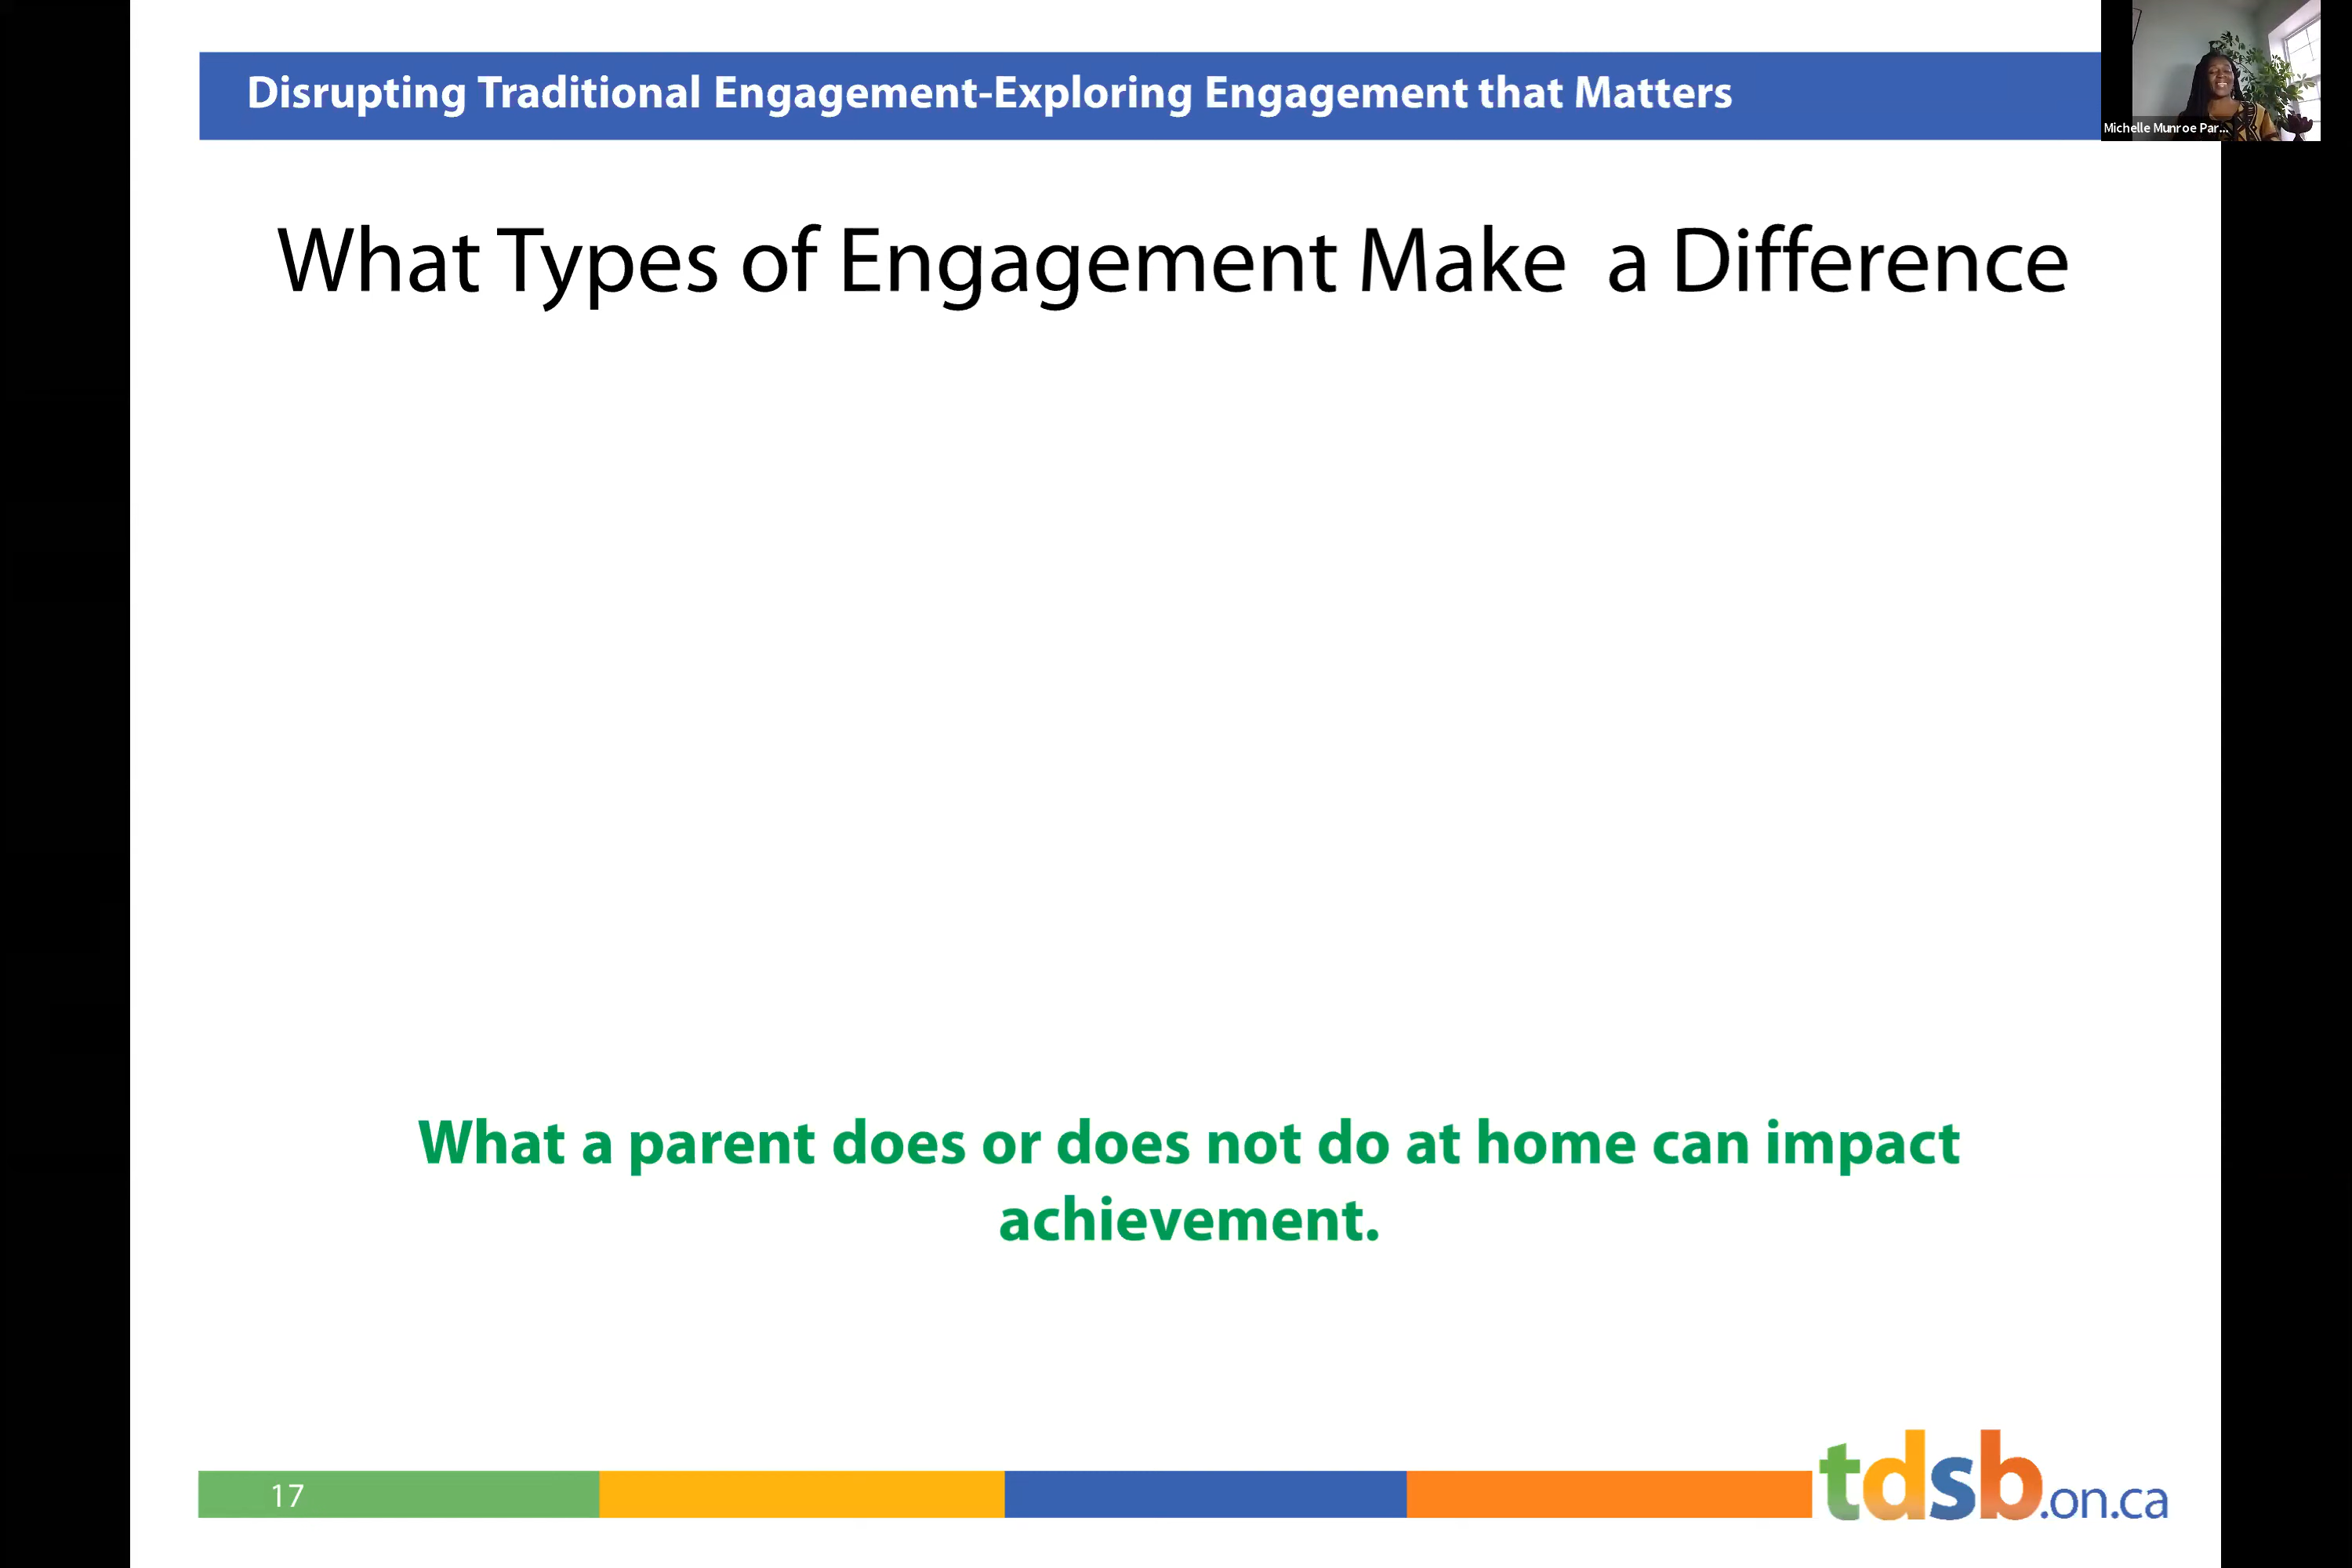 Disrupting Traditional Engagement-Exploring Engagement that Matters
Michelle Munroe Par...
What Types of Engagement Make  a Difference
What a parent does or does not do at home can impact
achievement.
17
tdsb.on.ca